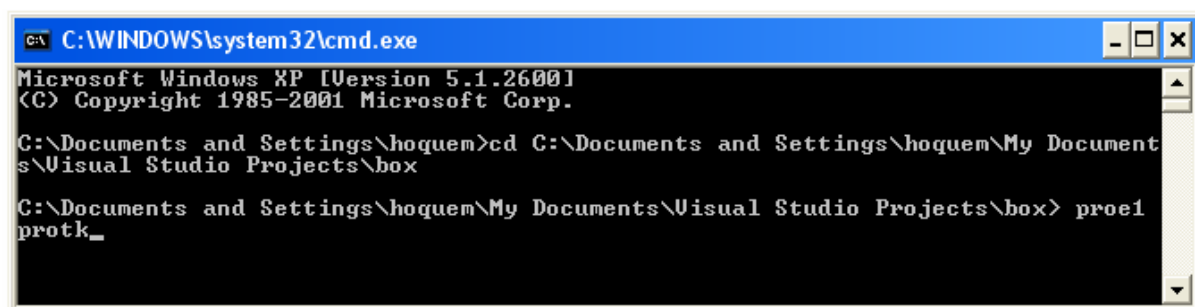 C:\WINDOWS\system32\cmd.exe
Microsoft Windows XP [Version 5.1.2600]
(C) Copyright 1985-2001 Microsoft Corp.
C:\Documents and Settings\hoquem>cd C:\Documents and Settings\hoquem\My Document
s\Visual Studio Projects\box
C:\Documents and Settings\hoquem\My Documents\Visual Studio Projects\box> proe1
protk_